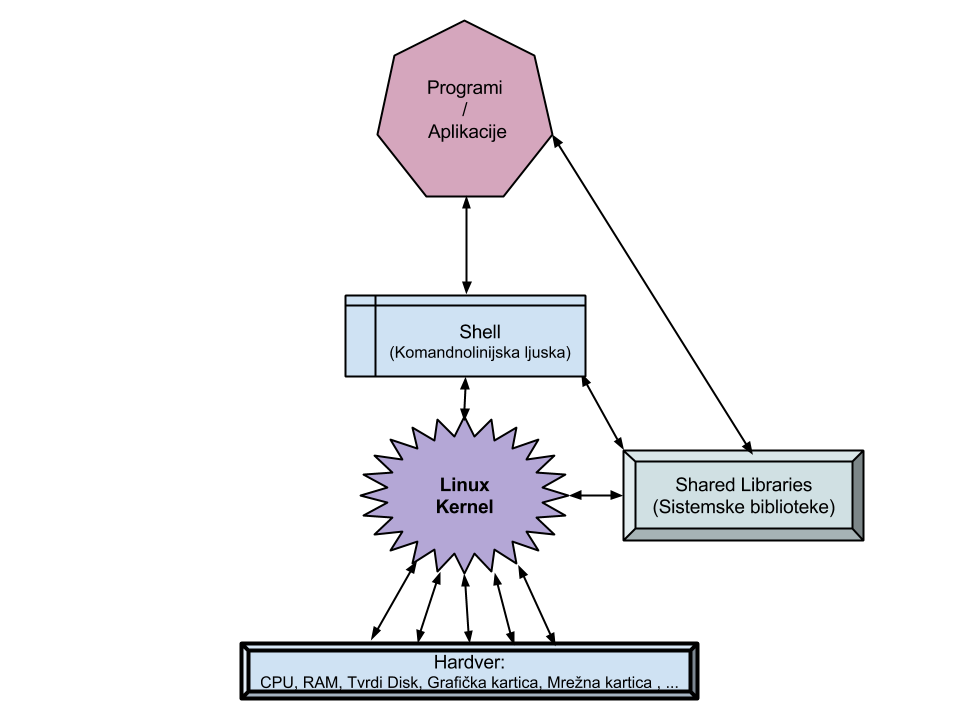 Programi
/
Aplikacije
Shell
(Komandnolinijska ljuska)
Linux
Kernel
Shared Libraries
(Sistemske biblioteke)
Hardver:
CPU, RAM, Tvrdi Disk, Grafička kartica, Mrežna kartica , ...